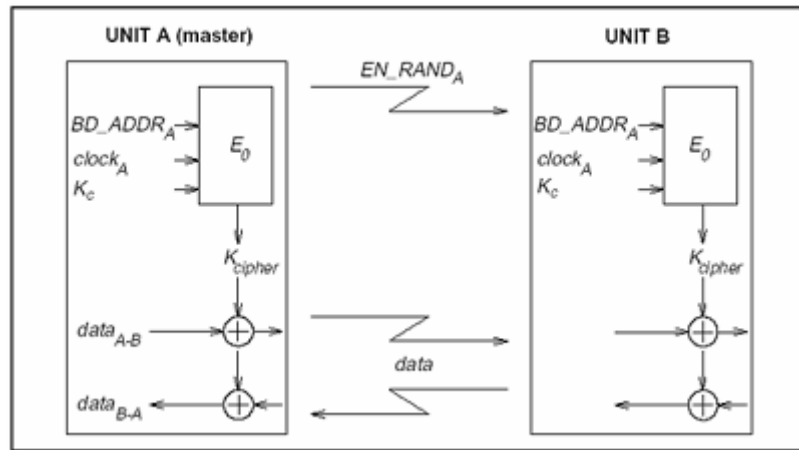 UNIT A (master)
UNIT B
EN_RAND_A
BD_ADDR_A
clock_A
K_c
E_0
K_cipher
data_A-B
data_B-A
data
BD_ADDR_A
clock_A
K_c
E_0
K_cipher